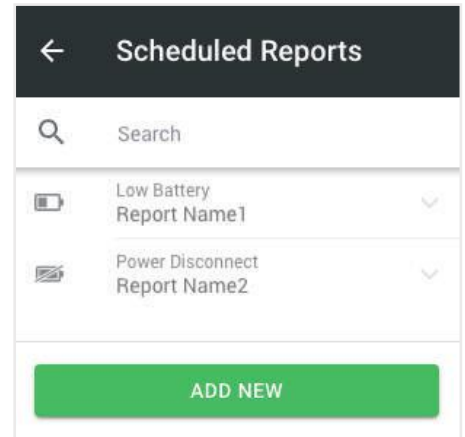 Scheduled Reports
Search
Low Battery
Report Name1
Power Disconnect
Report Name2
ADD NEW